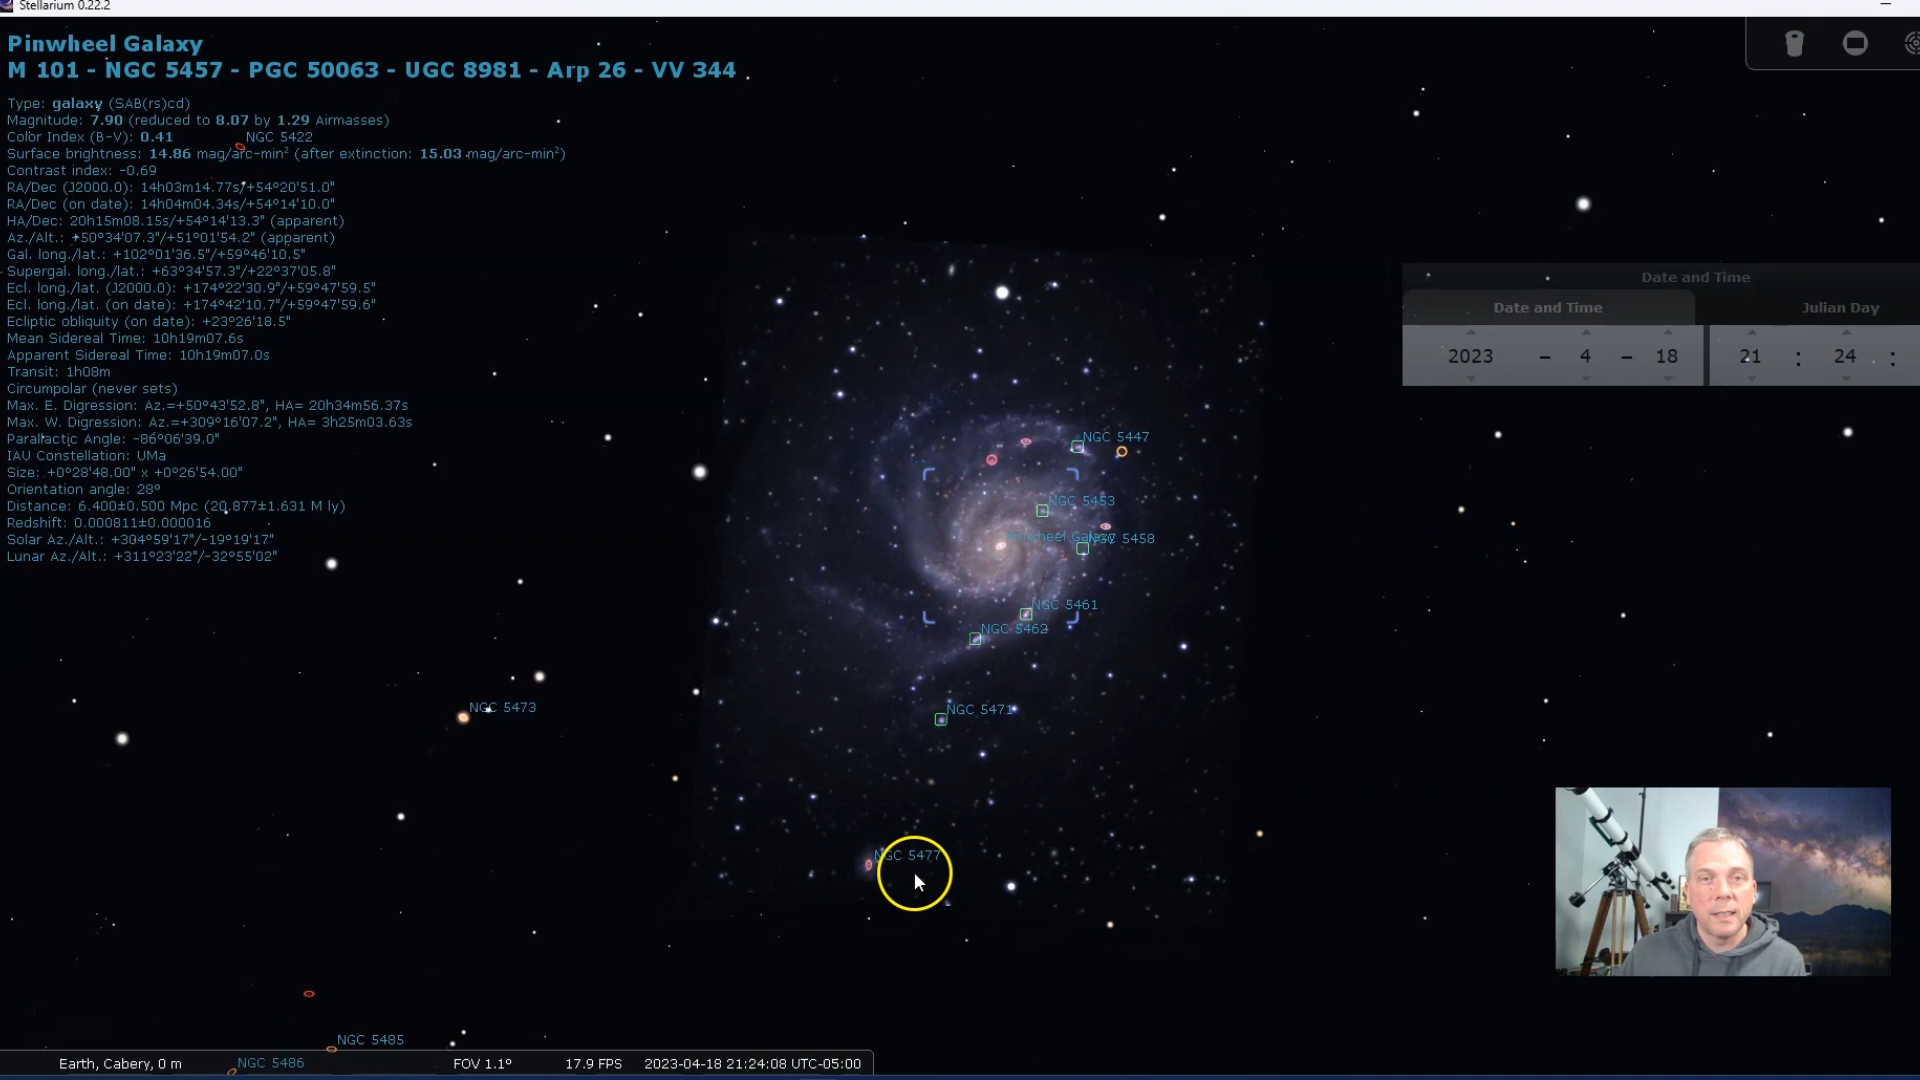 Stellarium 0.22.2
Pinwheel Galaxy
M 101 - NGC 5457 - PGC 50063 - UGC 8981 - Arp 26 - VV 344
Type: galaxy (SAB(rs)cd)
Magnitude: 7.90 (reduced to 8.07 by 1.29 Airmasses)
Color Index (B-V): 0.41
NGC 5422
Surface brightness: 14.86 mag/arc-min² (after extinction: 15.03 mag/arc-min²)
Contrast index: -0.69
RA/Dec (J2000.0): 14h03m14.77s/+54°20'51.0"
RA/Dec (on date): 14h04m04.34s/+54°14'10.0"
HA/Dec: 20h15m08.15s/+54°14'13.3" (apparent)
Az./Alt.: +50°34'07.3"/+51°01'54.2" (apparent)
Gal. long./lat.: +102°01'36.5"/+59°46'10.5"
Supergal. long./lat.: +63°34'57.3"/+22°37'05.8"
Ecl. long./lat. (J2000.0): +174°22'30.9"/+59°47'59.5"
Ecl. long./lat. (on date): +174°42'10.7"/+59°47'59.6"
Ecliptic obliquity (on date): +23°26'18.5"
Mean Sidereal Time: 10h19m07.6s
Apparent Sidereal Time: 10h19m07.0s
Transit: 1h08m
Circumpolar (never sets)
Max. E. Digression: Az.=+50°43'52.8", HA= 20h34m56.37s
Max. W. Digression: Az.=+309°16'07.2", HA= 3h25m03.63s
Parallactic Angle: -86°06'39.0"
IAU Constellation: UMa
Size: +0°28'48.00" x +0°26'54.00"
Orientation angle: 28°
Distance: 6.400±0.500 Mpc (20.877±1.631 M ly)
Redshift: 0.000811±0.000016
Solar Az./Alt.: +304°59'17"/-19°19'17"
Lunar Az./Alt.: +311°23'22"/-32°55'02"
Date and Time
Date and Time
Julian Day
2023 - 4 - 18 21 : 24 :
NGC 5447
NGC 5453
Pinwheel Galaxy
NGC 5458
NGC 5461
NGC 5462
NGC 5473
NGC 5471
NGC 5477
NGC 5485
NGC 5486
Earth, Cabery, 0 m FOV 1.1° 17.9 FPS 2023-04-18 21:24:08 UTC-05:00